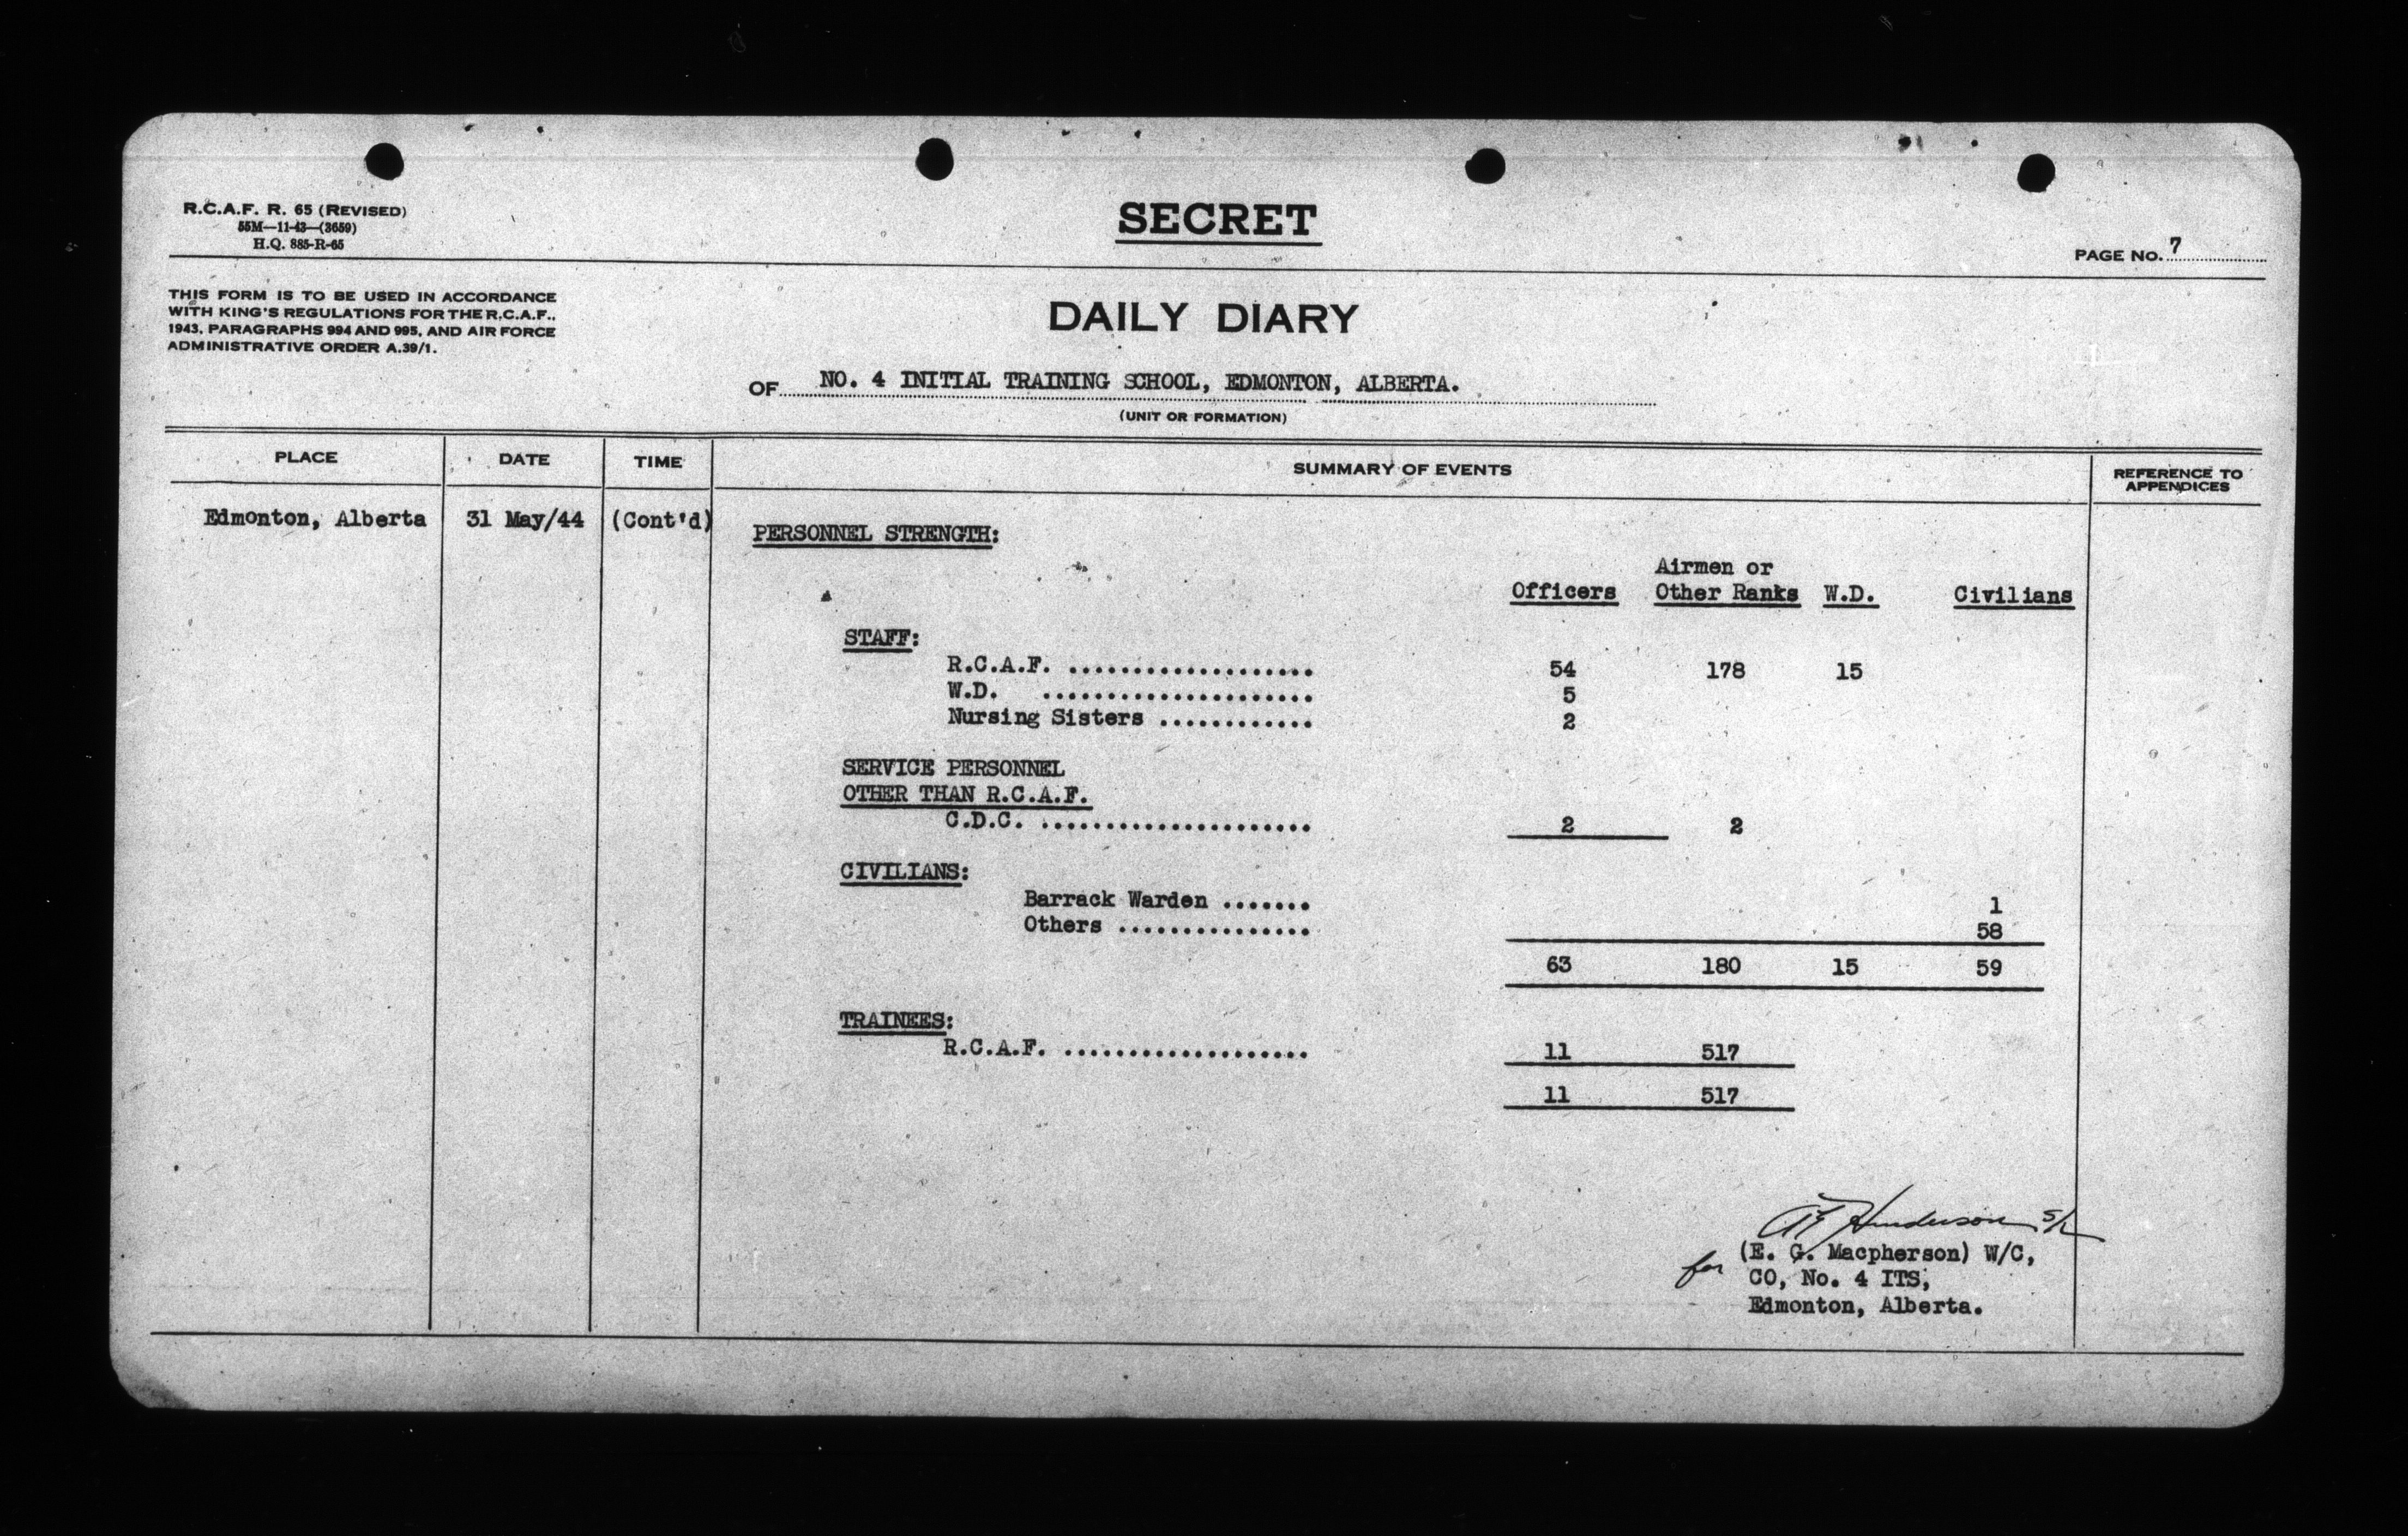 R.C.A.F. R. 65 (REVISED)
55M—11-43—(3659)
H.Q. 885-R-65
SECRET
PAGE NO. 7
THIS FORM IS TO BE USED IN ACCORDANCE
WITH KING'S REGULATIONS FOR THE R.C.A.F.,
1943, PARAGRAPHS 994 AND 995, AND AIR FORCE
ADMINISTRATIVE ORDER A.39/1.
DAILY DIARY
OF NO. 4 INITIAL TRAINING SCHOOL, EDMONTON, ALBERTA.
(UNIT OR FORMATION)
PLACE DATE TIME SUMMARY OF EVENTS REFERENCE TO
APPENDICES
Edmonton, Alberta 31 May/44 (Cont'd)
PERSONNEL STRENGTH:
Airmen or
Officers Other Ranks W.D. Civilians
STAFF:
R.C.A.F. ................... 54 178 15
W.D. ..................... 5
Nursing Sisters ............ 2
SERVICE PERSONNEL
OTHER THAN R.C.A.F.
C.D.C. ..................... 2 2
CIVILIANS:
Barrack Warden ....... 1
Others ............... 58
63 180 15 59
TRAINEES:
R.C.A.F. ................... 11 517
11 517
Henderson S/L
for (E. G. Macpherson) W/C,
CO, No. 4 ITS,
Edmonton, Alberta.